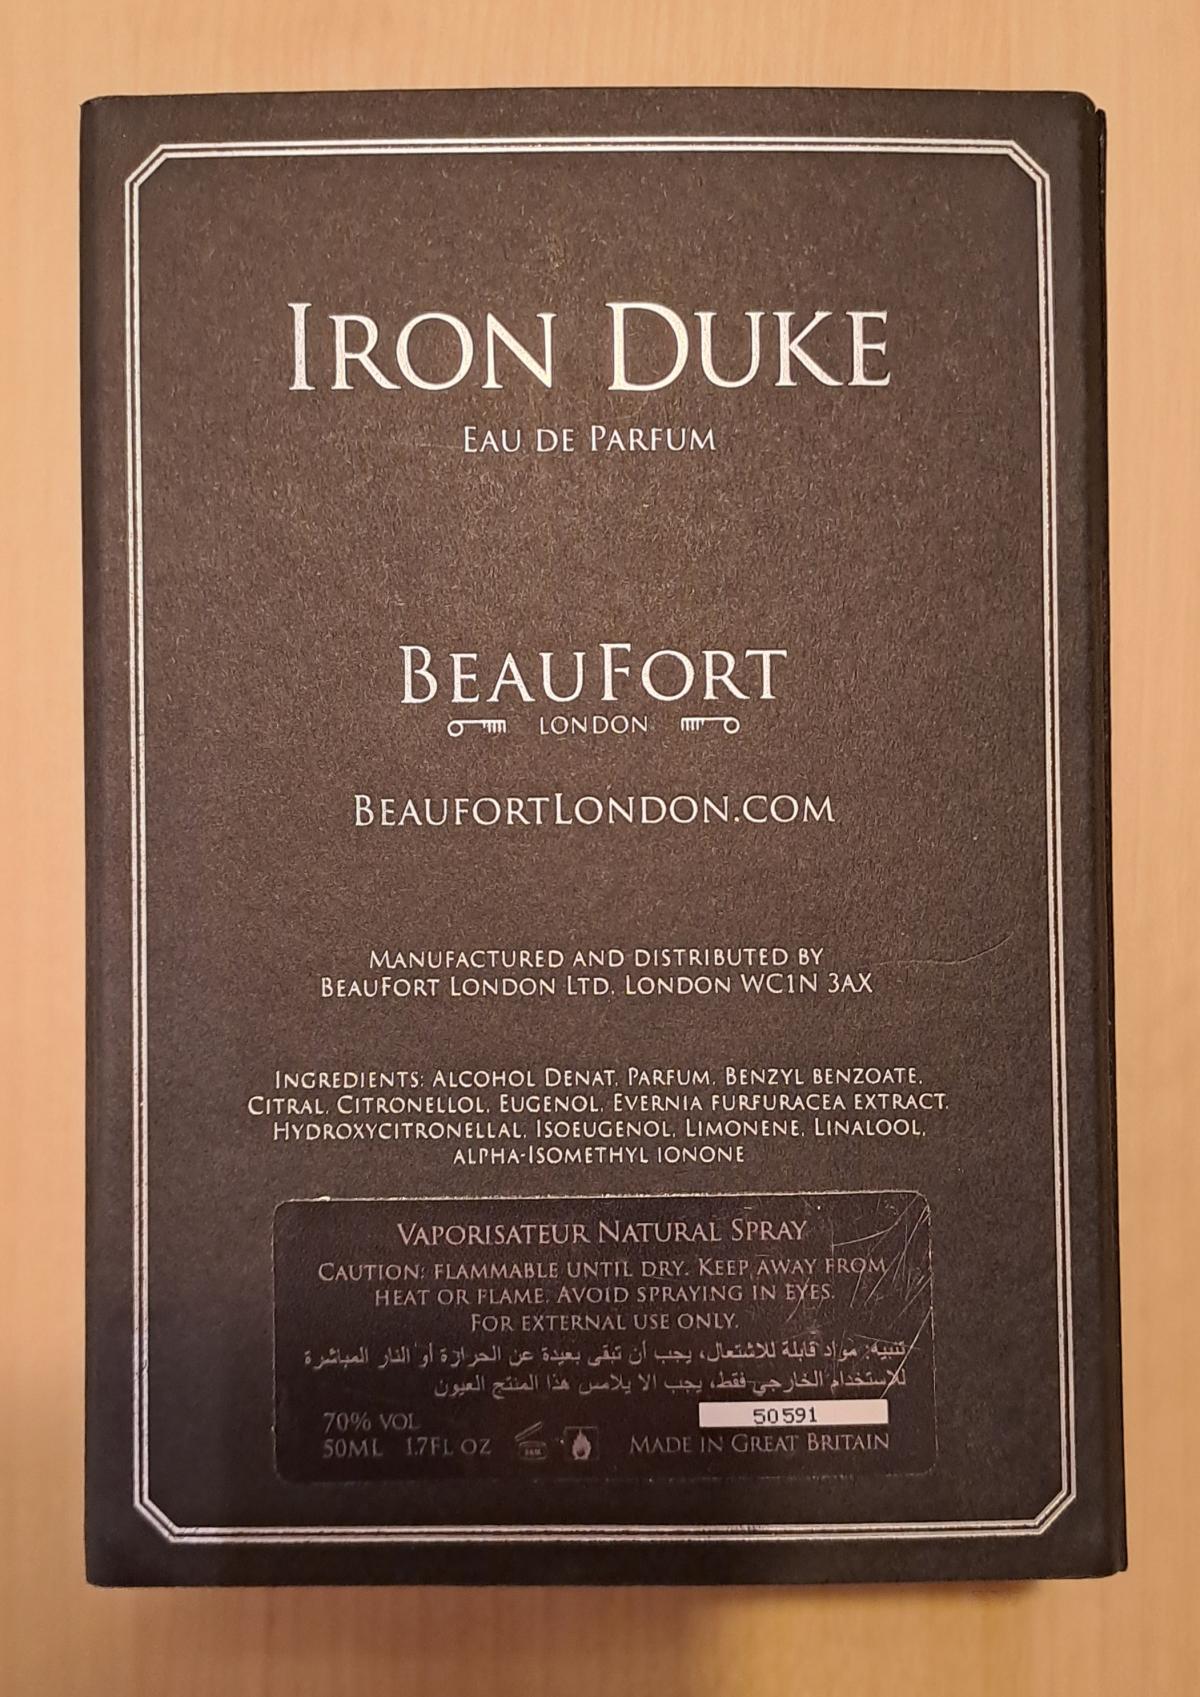 IRON DUKE
EAU DE PARFUM
BEAUFORT
LONDON
BEAUFORTLONDON.COM
MANUFACTURED AND DISTRIBUTED BY
BEAUFORT LONDON LTD. LONDON WC1N 3AX
INGREDIENTS: ALCOHOL DENAT, PARFUM, BENZYL BENZOATE,
CITRAL, CITRONELLOL, EUGENOL, EVERNIA FURFURACEA EXTRACT,
HYDROXYCITRONELLAL, ISOEUGENOL, LIMONENE, LINALOOL,
ALPHA-ISOMETHYL IONONE
VAPORISATEUR NATURAL SPRAY
CAUTION: FLAMMABLE UNTIL DRY. KEEP AWAY FROM
HEAT OR FLAME. AVOID SPRAYING IN EYES.
FOR EXTERNAL USE ONLY.
تنبيه: مواد قابلة للاشتعال، يجب أن تبقى بعيدة عن الحرارة أو النار المباشرة
للاستخدام الخارجي فقط، يجب الا يلامس هذا المنتج العيون
50591
70% VOL
50ML 1.7FL OZ MADE IN GREAT BRITAIN